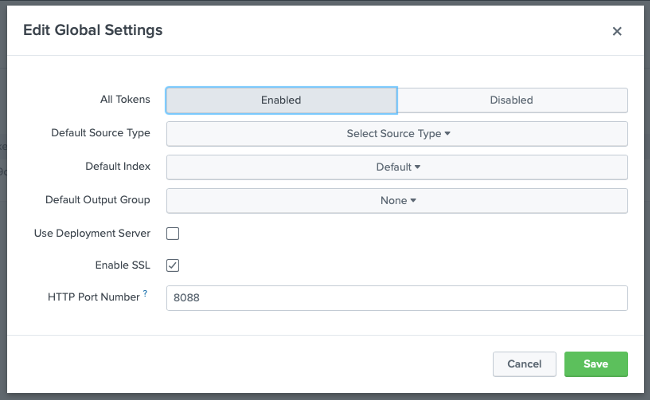 Edit Global Settings
All Tokens Enabled Disabled
Default Source Type Select Source Type
Default Index Default
Default Output Group None
Use Deployment Server
Enable SSL
HTTP Port Number ? 8088
Cancel Save